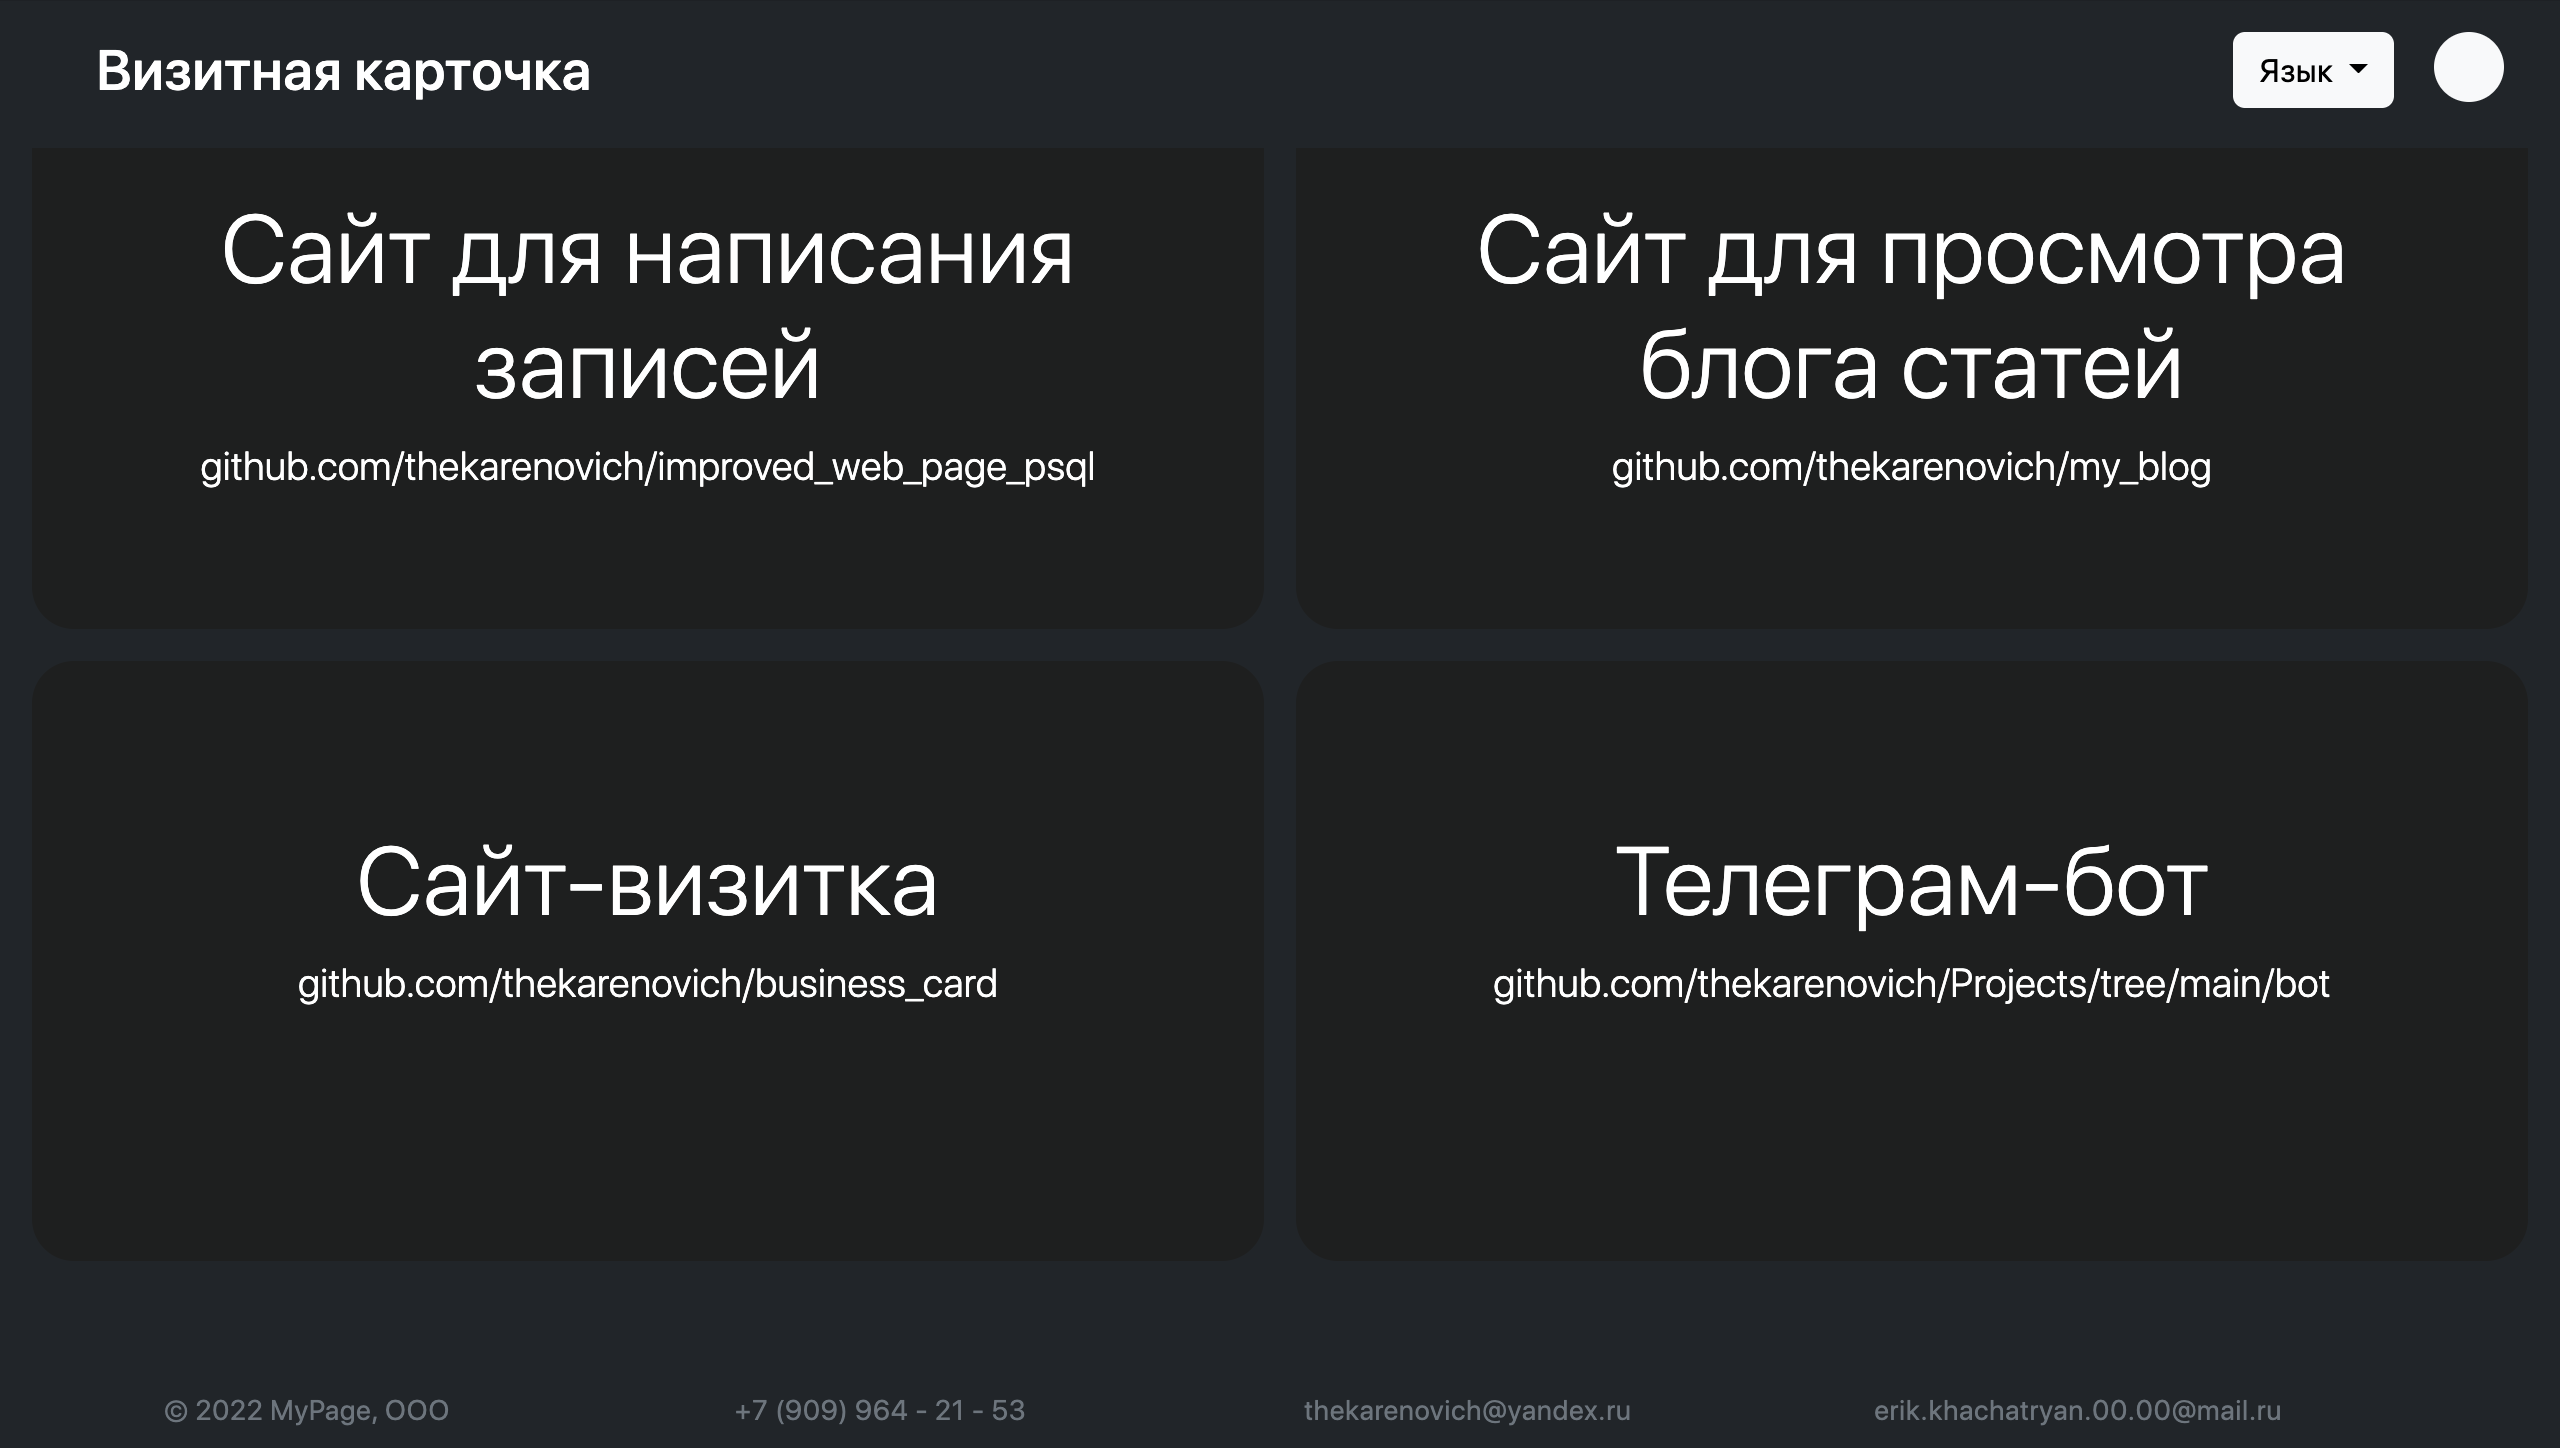 Визитная карточка
Язык
Сайт для написания
записей
github.com/thekarenovich/improved_web_page_psql
Сайт для просмотра
блога статей
github.com/thekarenovich/my_blog
Сайт-визитка
github.com/thekarenovich/business_card
Телеграм-бот
github.com/thekarenovich/Projects/tree/main/bot
© 2022 MyPage, ООО
+7 (909) 964 - 21 - 53
thekarenovich@yandex.ru
erik.khachatryan.00.00@mail.ru